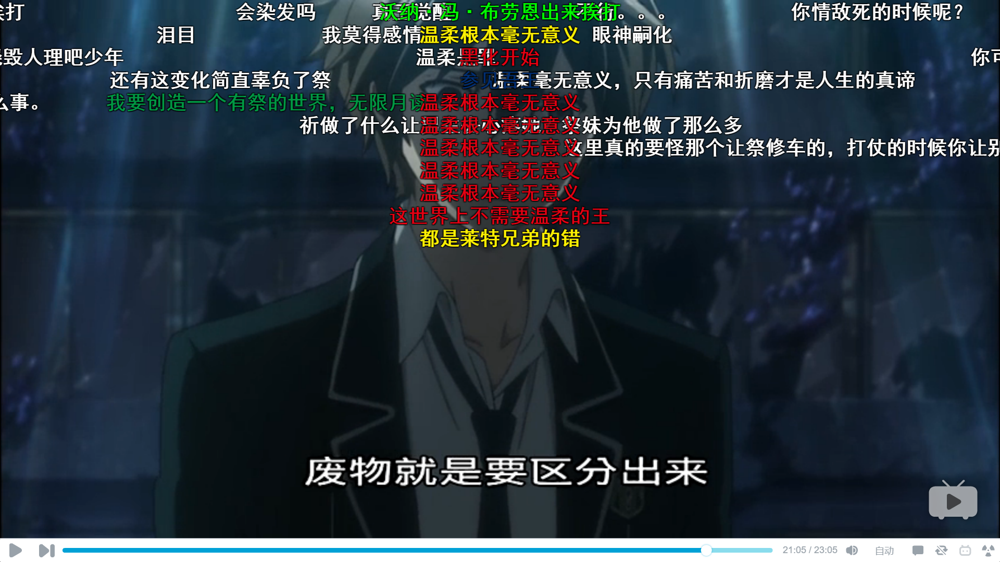 挨打 会染发吗 沃纳·冯·布劳恩出来挨打 。。。 你情敌死的时候呢？
泪目 我莫得感情 温柔根本毫无意义 眼神嗣化
毁人理吧少年 温柔是罪 黑化开始 你可
还有这变化简直辜负了祭 参见吾王 温柔毫无意义，只有痛苦和折磨才是人生的真谛
么事。 我要创造一个有祭的世界，无限月读 温柔根本毫无意义
祈做了什么让 温柔根本毫无意义 祭妹为他做了那么多
温柔根本毫无意义 这里真的要怪那个让祭修车的，打仗的时候你让别
温柔根本毫无意义
温柔根本毫无意义
这世界上不需要温柔的王
都是莱特兄弟的错
废物就是要区分出来
21:05 / 23:05 自动